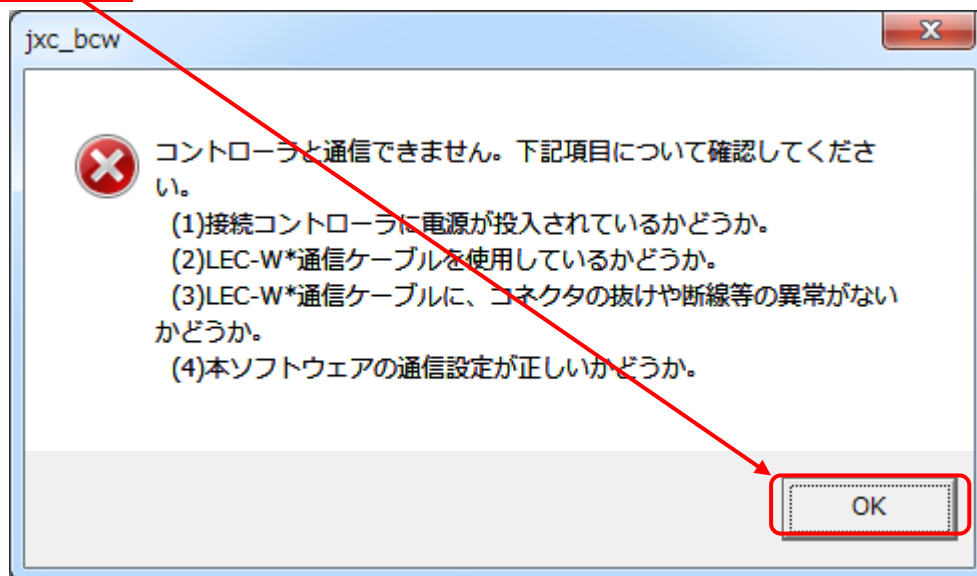 jxc_bcw
コントローラと通信できません。下記項目について確認してくださ
い。
(1)接続コントローラに電源が投入されているかどうか。
(2)LEC-W*通信ケーブルを使用しているかどうか。
(3)LEC-W*通信ケーブルに、コネクタの抜けや断線等の異常がない
かどうか。
(4)本ソフトウェアの通信設定が正しいかどうか。
OK